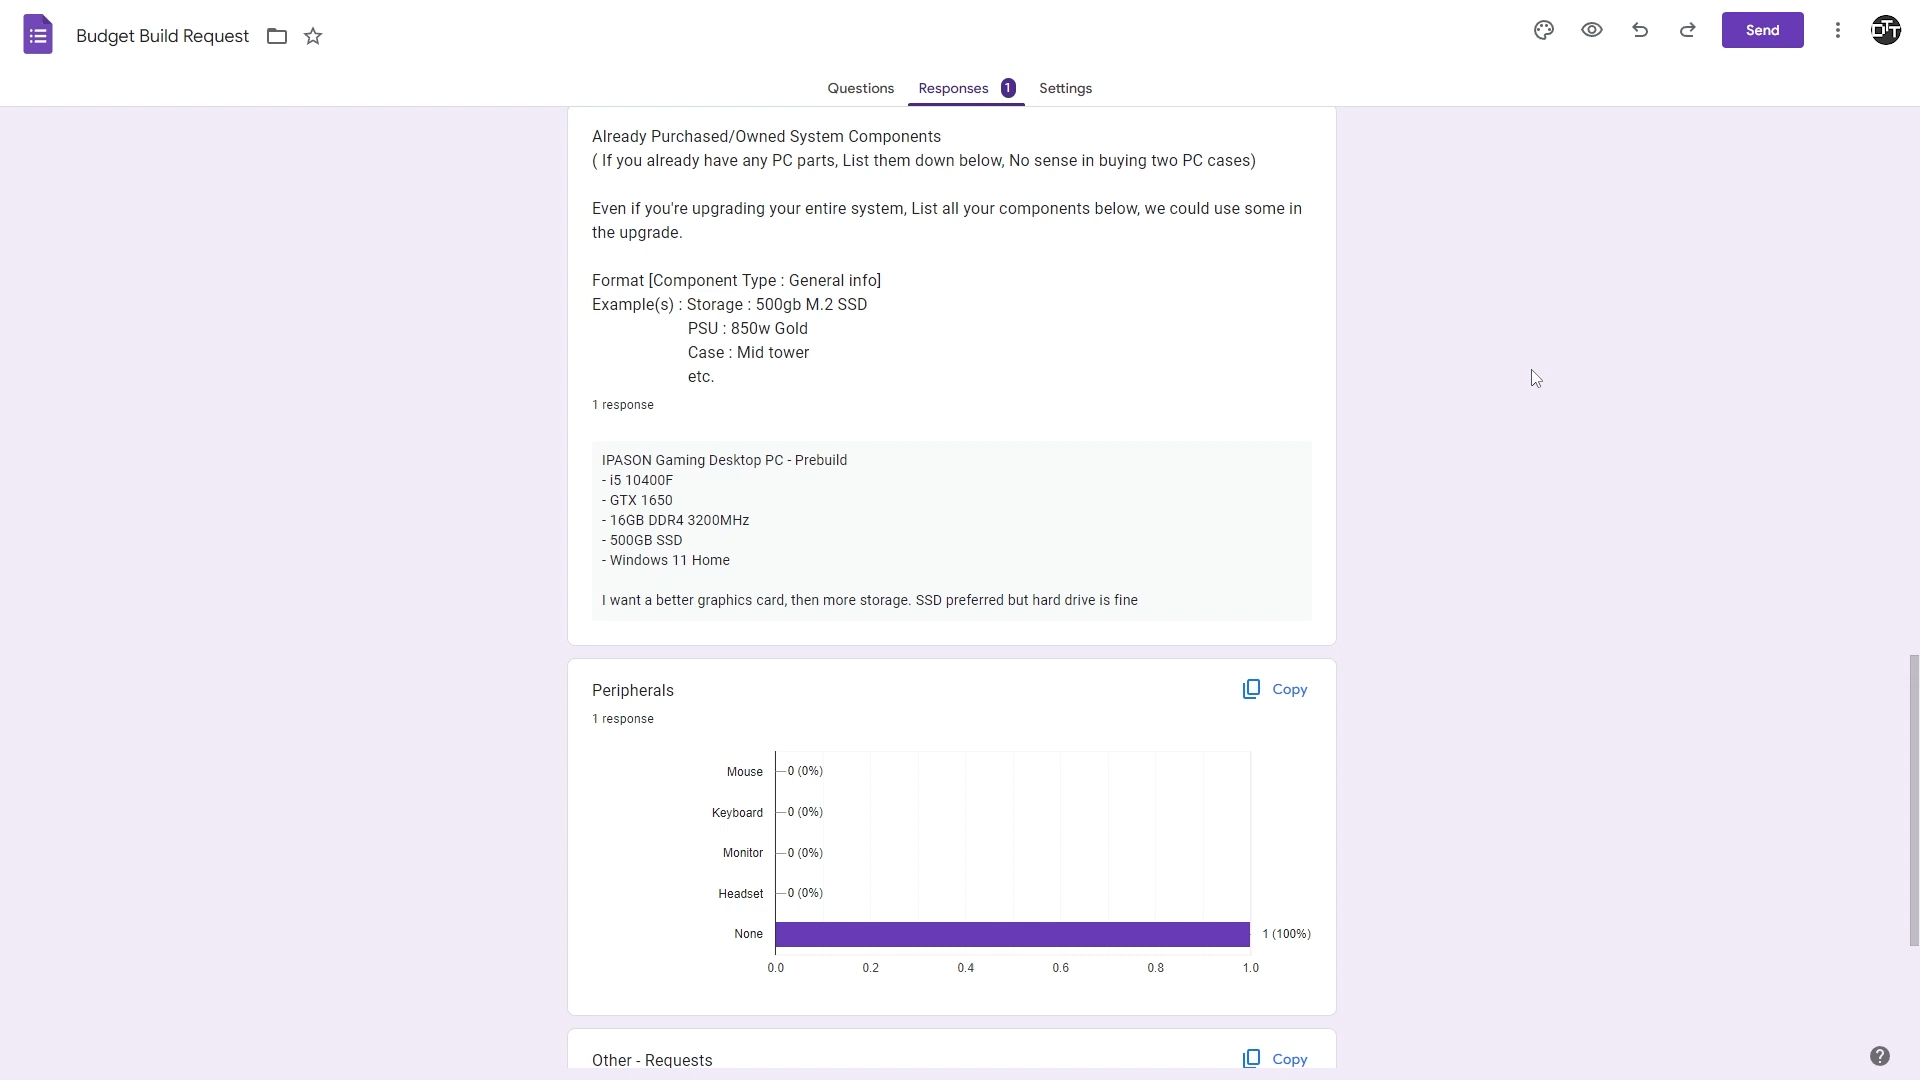 Budget Build Request
Send
DTT
Questions
Responses 1
Settings
Already Purchased/Owned System Components
( If you already have any PC parts, List them down below, No sense in buying two PC cases)
Even if you're upgrading your entire system, List all your components below, we could use some in
the upgrade.
Format [Component Type : General info]
Example(s) : Storage : 500gb M.2 SSD
PSU : 850w Gold
Case : Mid tower
etc.
1 response
IPASON Gaming Desktop PC - Prebuild
- i5 10400F
- GTX 1650
- 16GB DDR4 3200MHz
- 500GB SSD
- Windows 11 Home
I want a better graphics card, then more storage. SSD preferred but hard drive is fine
Peripherals
Copy
1 response
Mouse 0 (0%)
Keyboard 0 (0%)
Monitor 0 (0%)
Headset 0 (0%)
None 1 (100%)
0.0 0.2 0.4 0.6 0.8 1.0
Other - Requests
Copy